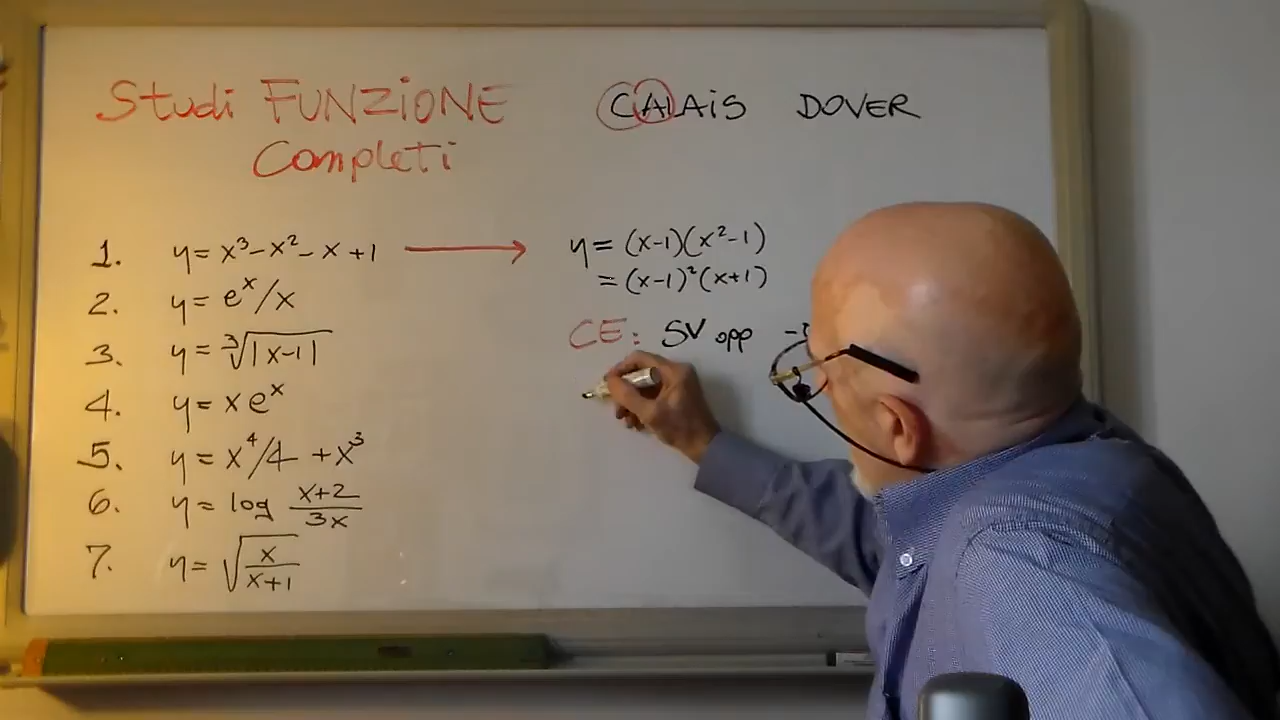 Studi FUNZIONE
Completi
CALAiS DOVER
1. y = x³-x²-x+1
2. y = eˣ/x
3. y = ∛|x-1|
4. y = xeˣ
5. y = x⁴/4 + x³
6. y = log (x+2)/(3x)
7. y = √(x/(x+1))
y = (x-1)(x²-1)
= (x-1)²(x+1)
CE: SV opp